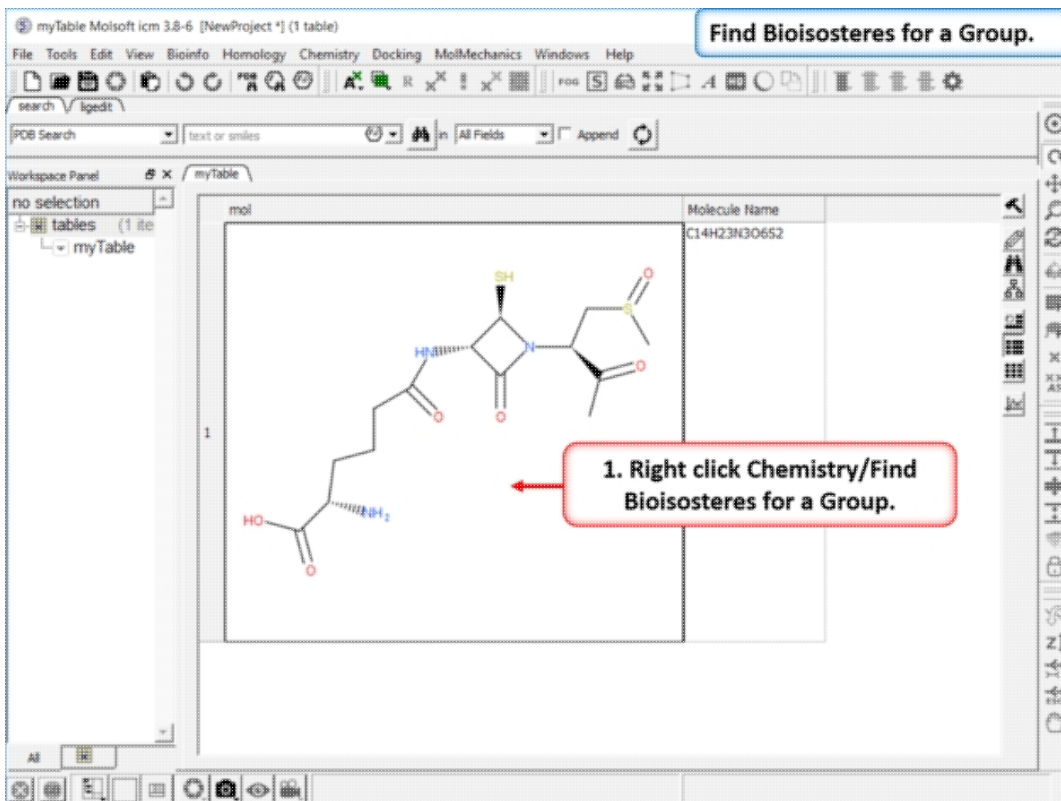 myTable Molsoft icm 3.8-6 [NewProject *] (1 table)
Find Bioisosteres for a Group.
File Tools Edit View Bioinfo Homology Chemistry Docking MolMechanics Windows Help
search ligedit
PDB Search text or smiles in All Fields Append
Workspace Panel
myTable
no selection
tables (1 ite
myTable
mol Molecule Name
C14H23N3O6S2
SH
O
S
HN
N
O
O
O
1
1. Right click Chemistry/Find
Bioisosteres for a Group.
HO
NH2
O
All